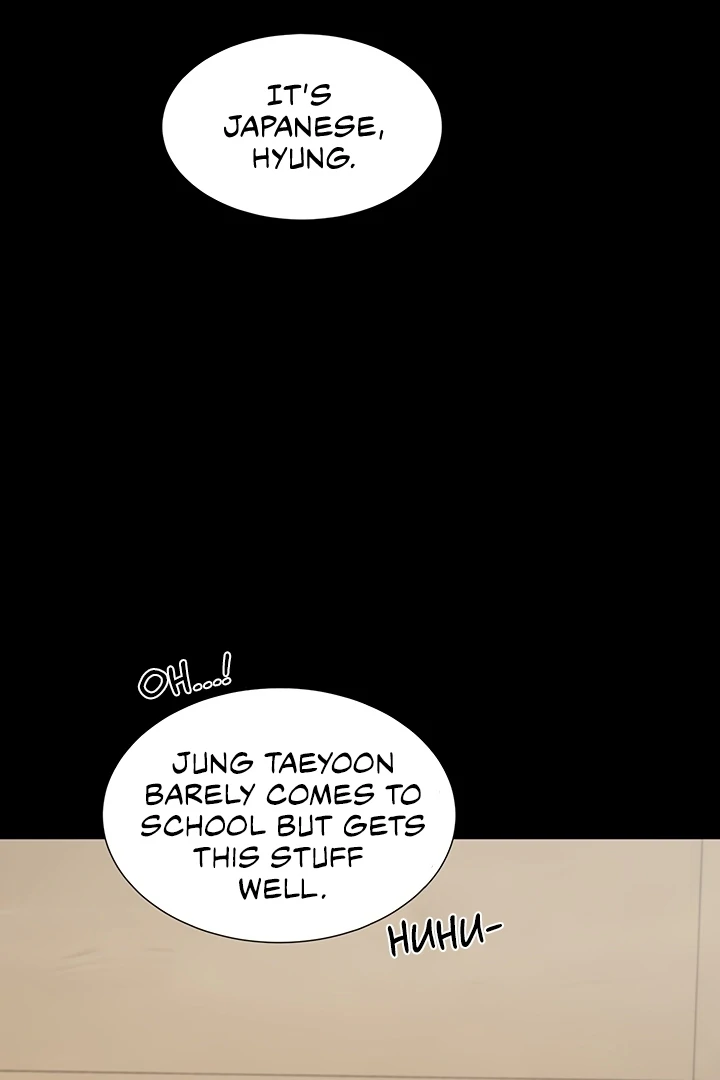 IT'S
JAPANESE,
HYUNG.
OH...!
JUNG TAEYOON
BARELY COMES TO
SCHOOL BUT GETS
THIS STUFF
WELL.
HUHU-